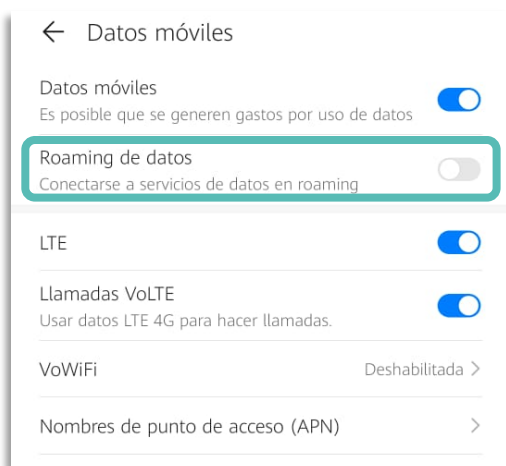 Datos móviles
Datos móviles
Es posible que se generen gastos por uso de datos
Roaming de datos
Conectarse a servicios de datos en roaming
LTE
Llamadas VoLTE
Usar datos LTE 4G para hacer llamadas.
VoWiFi Deshabilitada
Nombres de punto de acceso (APN)